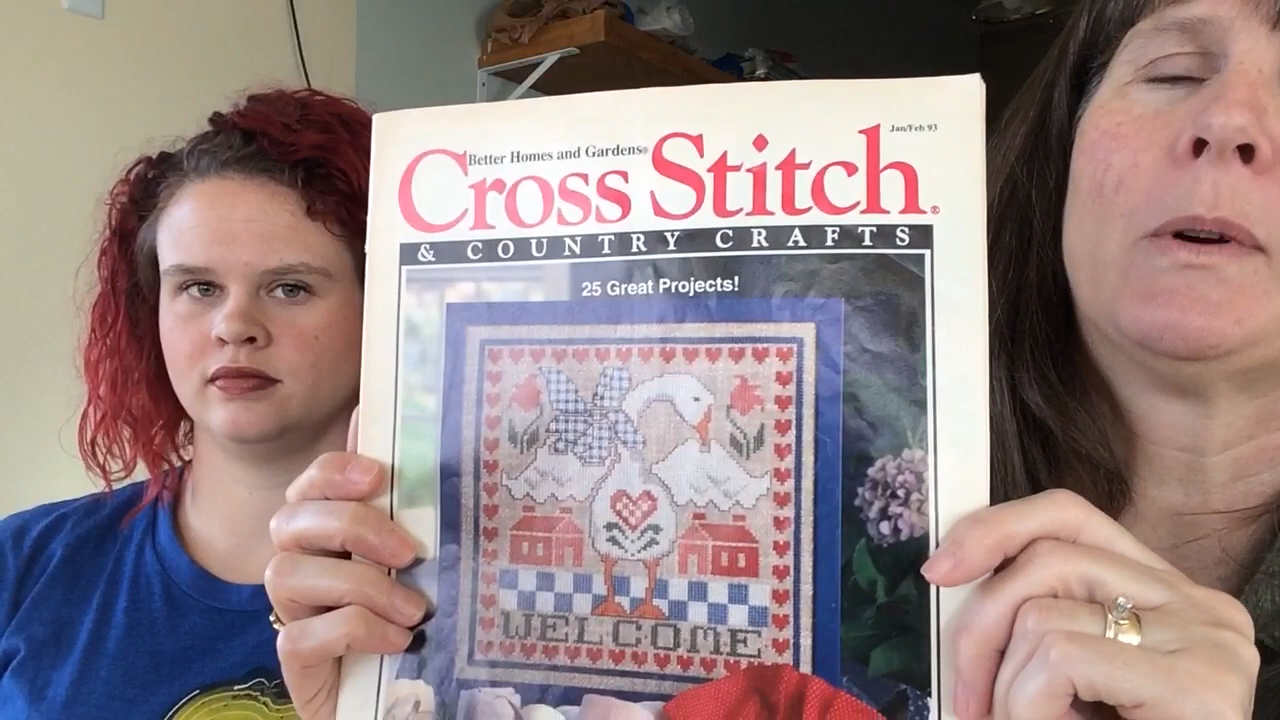 Jan/Feb 93
Better Homes and Gardens®
Cross Stitch®
& COUNTRY CRAFTS
25 Great Projects!
WELCOME